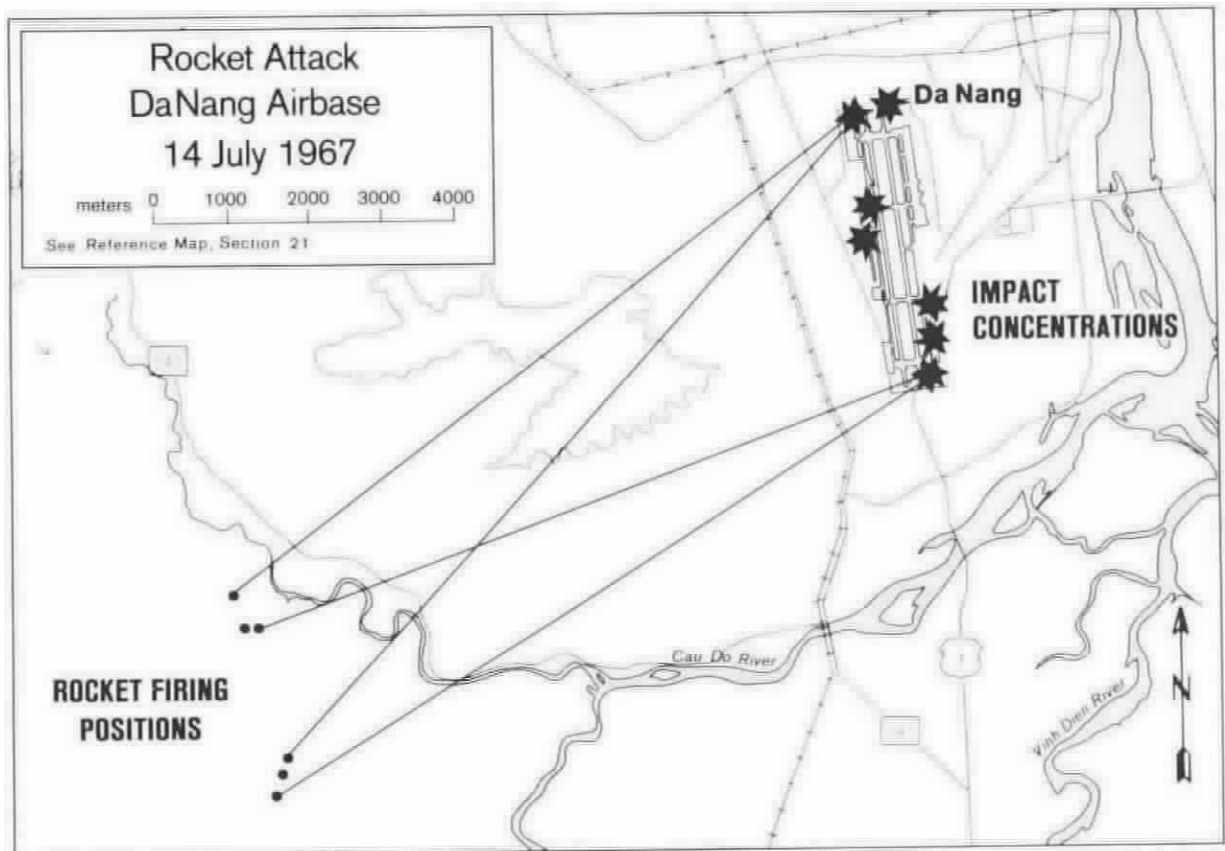 Rocket Attack
DaNang Airbase
14 July 1967
meters 0 1000 2000 3000 4000
See Reference Map, Section 21
Da Nang
IMPACT
CONCENTRATIONS
ROCKET FIRING
POSITIONS
Cau Do River
1
Vinh Dien River
N